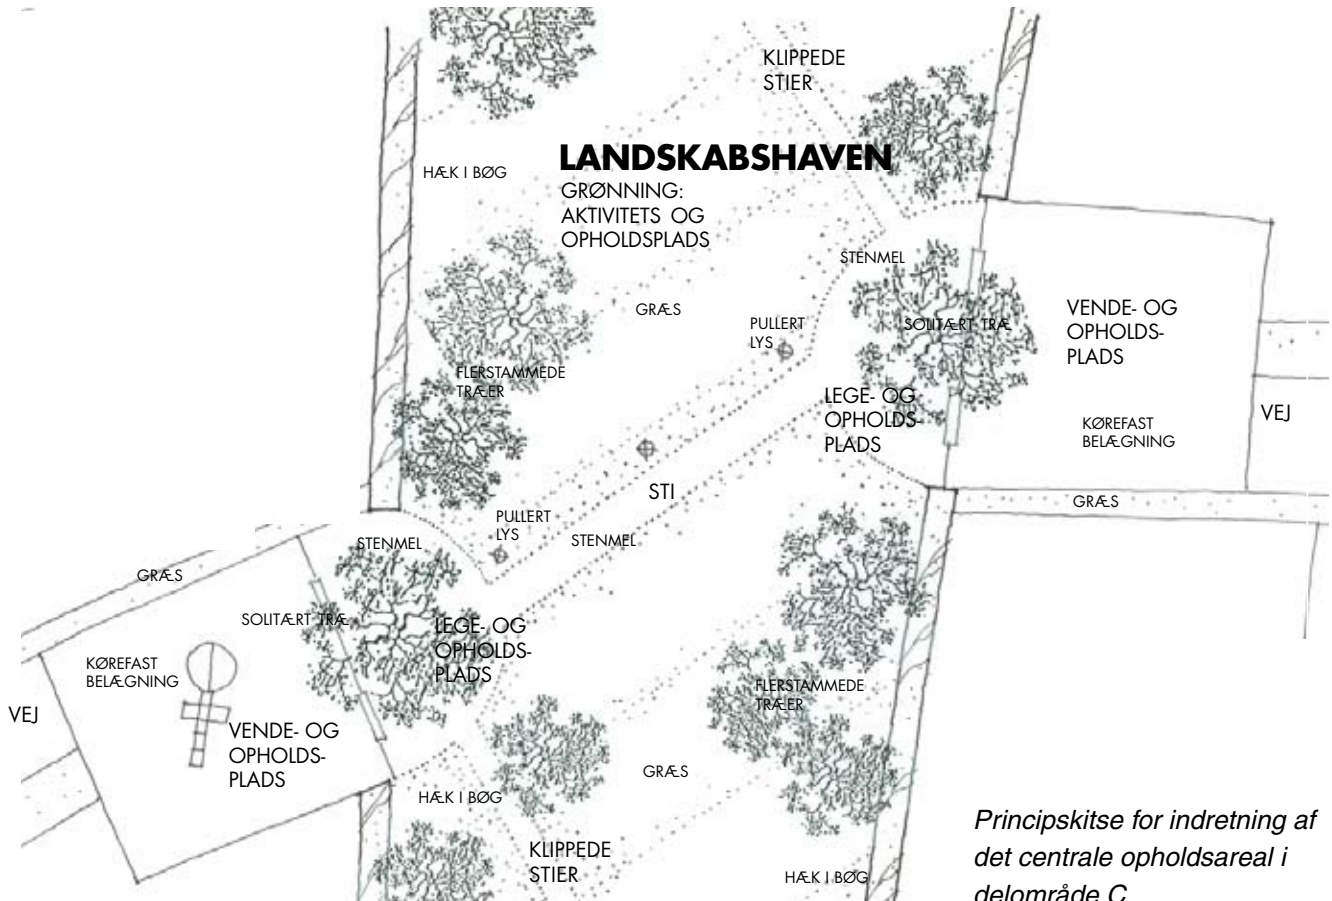 KLIPPEDE
STIER
LANDSKABSHAVEN
HÆK I BØG
GRØNNING:
AKTIVITETS OG
OPHOLDSPLADS
STENMEL
GRÆS
PULLERT
LYS
SOLITÆRT TRÆ
VENDE- OG
OPHOLDS-
PLADS
FLERSTAMMEDE
TRÆER
LEGE- OG
OPHOLDS-
PLADS
KØREFAST
BELÆGNING
VEJ
STI
GRÆS
PULLERT
LYS
STENMEL
STENMEL
GRÆS
SOLITÆRT TRÆ
LEGE- OG
OPHOLDS-
PLADS
KØREFAST
BELÆGNING
FLERSTAMMEDE
TRÆER
VEJ
VENDE- OG
OPHOLDS-
PLADS
GRÆS
HÆK I BØG
KLIPPEDE
STIER
HÆK I BØG
Principskitse for indretning af
det centrale opholdsareal i
delområde C